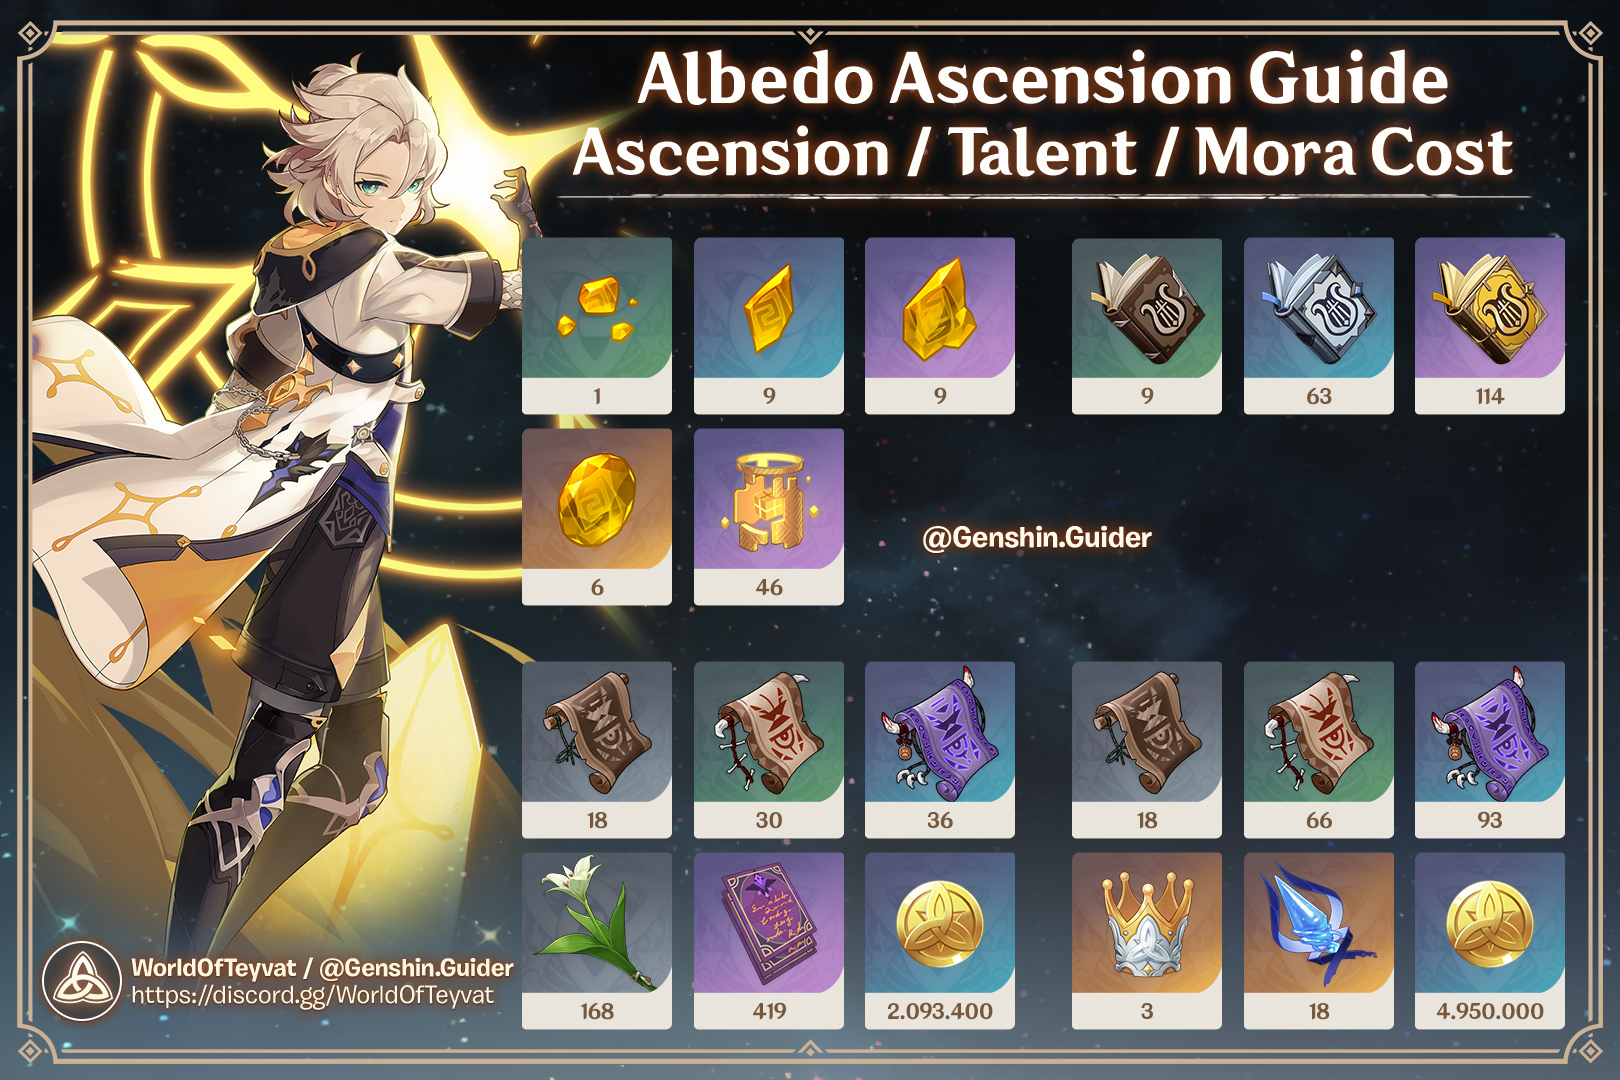 Albedo Ascension Guide
Ascension / Talent / Mora Cost
1 9 9 9 63 114
6 46
@Genshin.Guider
18 30 36 18 66 93
168 419 2.093.400 3 18 4.950.000
WorldOfTeyvat / @Genshin.Guider
https://discord.gg/WorldOfTeyvat